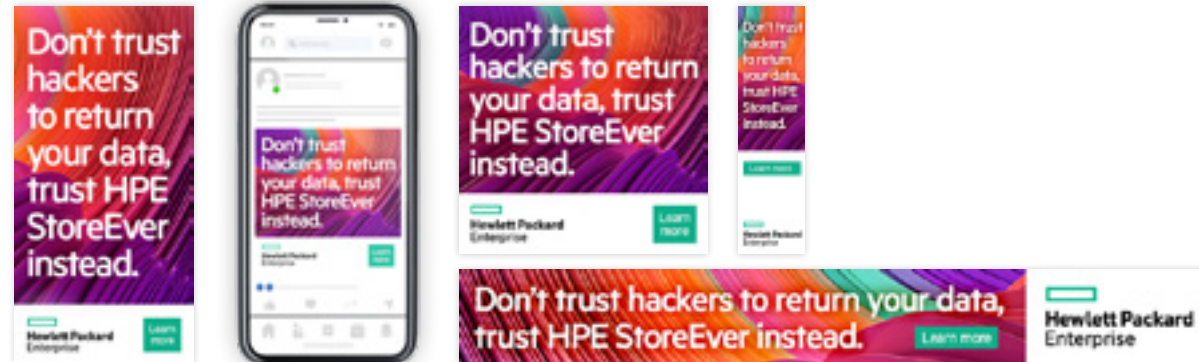 Don't trust
hackers
to return
your data,
trust HPE
StoreEver
instead.
Hewlett Packard
Enterprise
Learn
more
Don't trust
hackers to return
your data, trust
HPE StoreEver
instead.
Hewlett Packard
Enterprise
Learn
more
Don't trust
hackers to return
your data, trust
HPE StoreEver
instead.
Hewlett Packard
Enterprise
Learn
more
Don't trust
hackers
to return
your data,
trust HPE
StoreEver
instead.
Learn more
Hewlett Packard
Enterprise
Don't trust hackers to return your data,
trust HPE StoreEver instead.
Learn more
Hewlett Packard
Enterprise